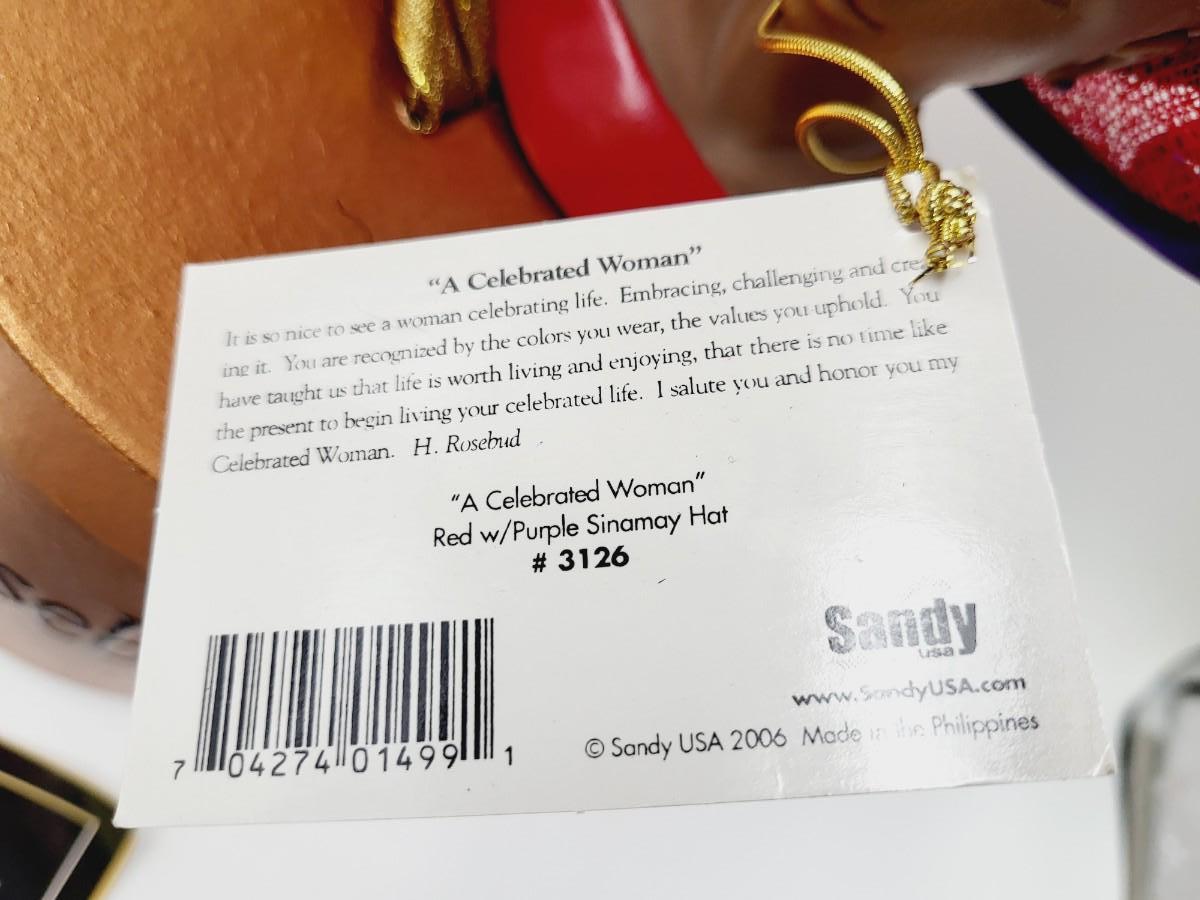 “A Celebrated Woman”
It is so nice to see a woman celebrating life. Embracing, challenging and crea
ing it. You are recognized by the colors you wear, the values you uphold. You
have taught us that life is worth living and enjoying, that there is no time like
the present to begin living your celebrated life. I salute you and honor you my
Celebrated Woman. H. Rosebud
“A Celebrated Woman”
Red w/Purple Sinamay Hat
# 3126
Sandy
usa
www.SandyUSA.com
© Sandy USA 2006 Made in the Philippines
7 04274 01499 1